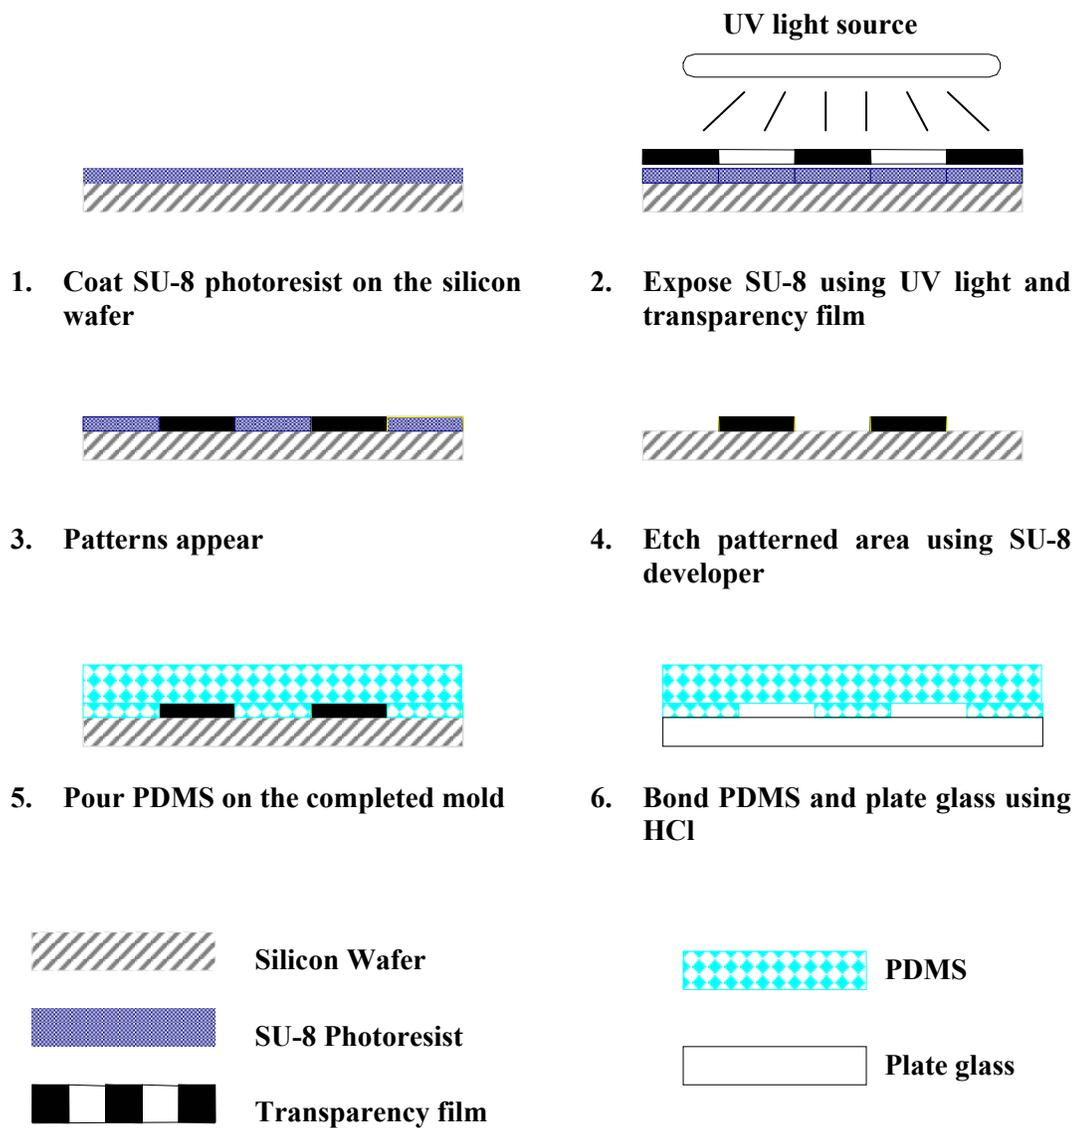 UV light source
1. Coat SU-8 photoresist on the silicon
wafer
2. Expose SU-8 using UV light and
transparency film
3. Patterns appear
4. Etch patterned area using SU-8
developer
5. Pour PDMS on the completed mold
6. Bond PDMS and plate glass using
HCl
Silicon Wafer
SU-8 Photoresist
Transparency film
PDMS
Plate glass